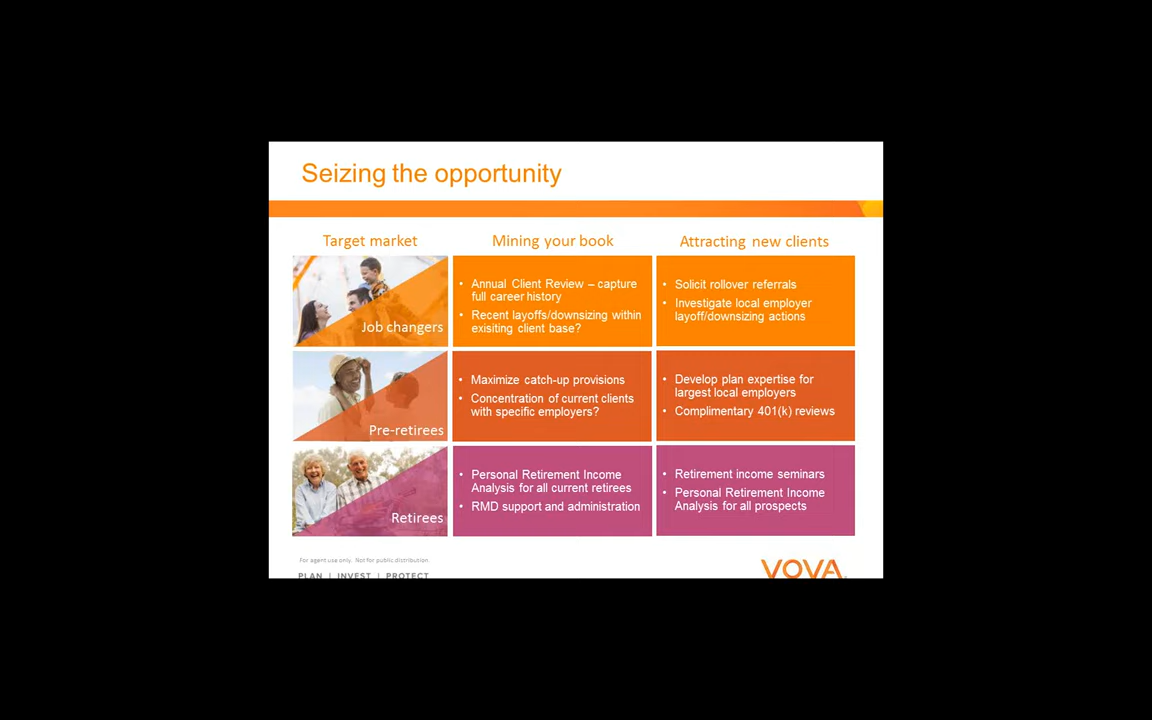 Seizing the opportunity
Target market
Mining your book
Attracting new clients
Job changers
• Annual Client Review – capture
full career history
• Recent layoffs/downsizing within
exisiting client base?
• Solicit rollover referrals
• Investigate local employer
layoff/downsizing actions
Pre-retirees
• Maximize catch-up provisions
• Concentration of current clients
with specific employers?
• Develop plan expertise for
largest local employers
• Complimentary 401(k) reviews
Retirees
• Personal Retirement Income
Analysis for all current retirees
• RMD support and administration
• Retirement income seminars
• Personal Retirement Income
Analysis for all prospects
For agent use only. Not for public distribution.
PLAN | INVEST | PROTECT
VOYA